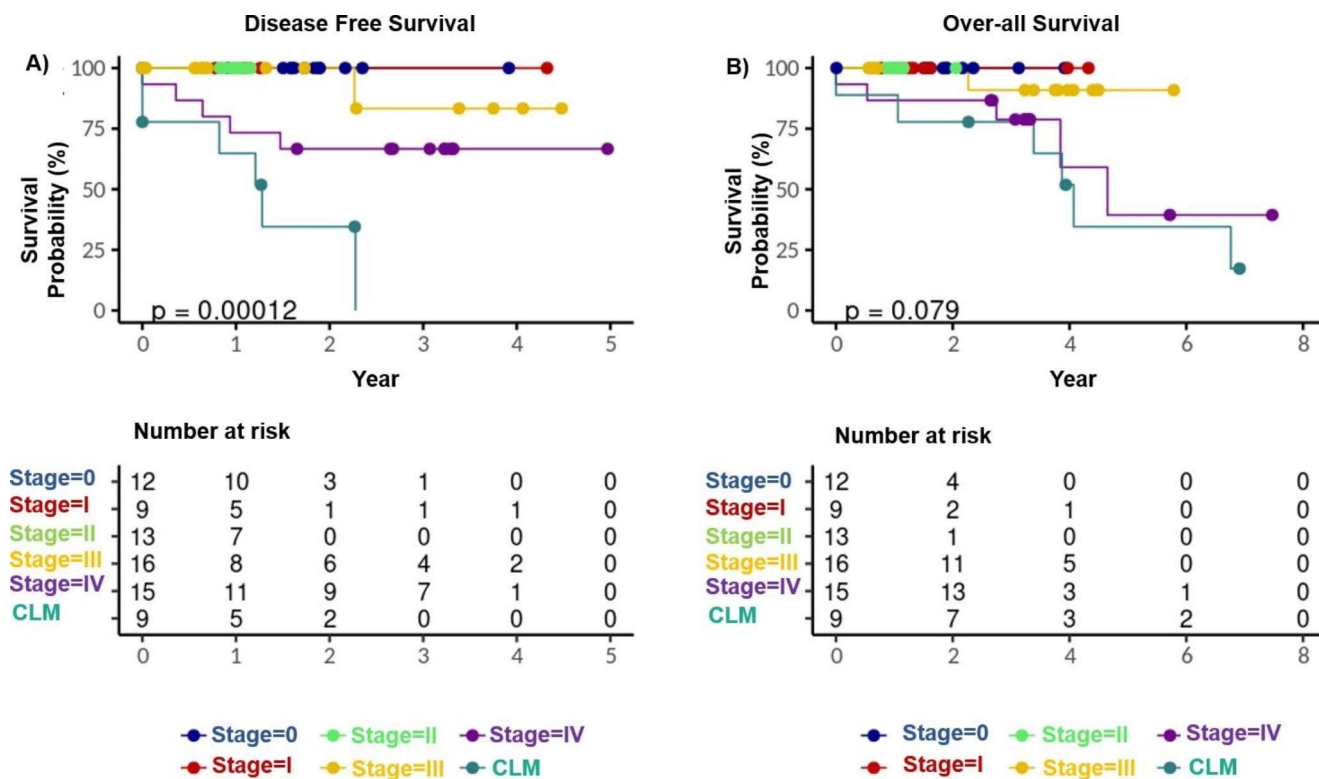 Disease Free Survival
A)
Survival
Probability (%)
100
75
50
25
0
p = 0.00012
0 1 2 3 4 5
Year
Number at risk
Stage=0 12 10 3 1 0 0
Stage=I 9 5 1 1 1 0
Stage=II 13 7 0 0 0 0
Stage=III 16 8 6 4 2 0
Stage=IV 15 11 9 7 1 0
CLM 9 5 2 0 0 0
0 1 2 3 4 5
Stage=0 Stage=II Stage=IV
Stage=I Stage=III CLM
Over-all Survival
B)
Survival
Probability (%)
100
75
50
25
0
p = 0.079
0 2 4 6 8
Year
Number at risk
Stage=0 12 4 0 0 0
Stage=I 9 2 1 0 0
Stage=II 13 1 0 0 0
Stage=III 16 11 5 0 0
Stage=IV 15 13 3 1 0
CLM 9 7 3 2 0
0 2 4 6 8
Stage=0 Stage=II Stage=IV
Stage=I Stage=III CLM